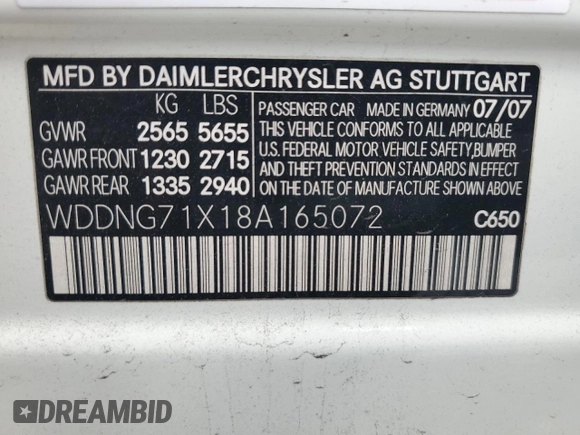 MFD BY DAIMLERCHRYSLER AG STUTTGART
KG LBS
GVWR 2565 5655
GAWR FRONT 1230 2715
GAWR REAR 1335 2940
PASSENGER CAR MADE IN GERMANY 07/07
THIS VEHICLE CONFORMS TO ALL APPLICABLE
U.S. FEDERAL MOTOR VEHICLE SAFETY, BUMPER
AND THEFT PREVENTION STANDARDS IN EFFECT
ON THE DATE OF MANUFACTURE SHOWN ABOVE
WDDNG71X18A165072 C650
DREAMBID